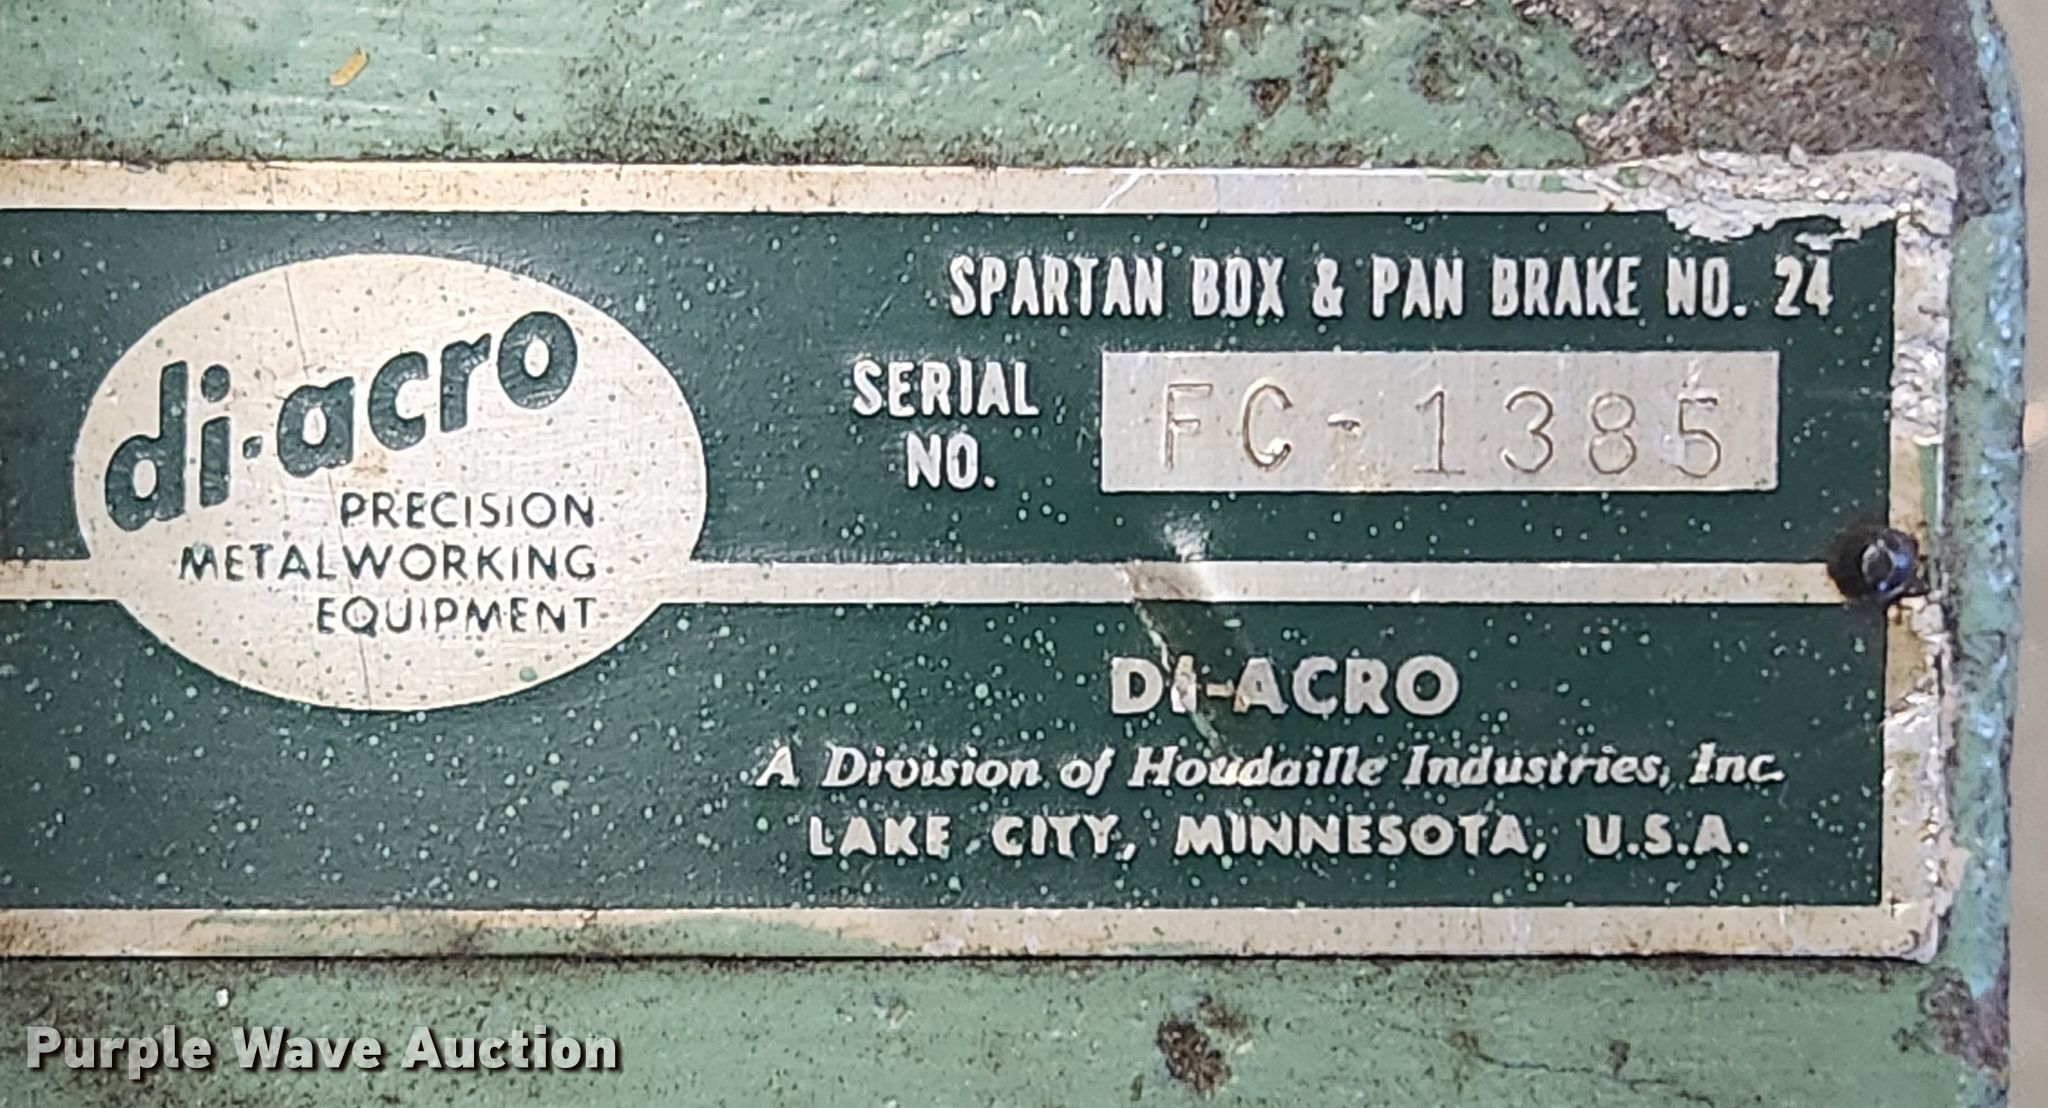 di-acro
PRECISION
METALWORKING
EQUIPMENT
SPARTAN BOX & PAN BRAKE NO. 24
SERIAL
NO.
FC-1385
DI-ACRO
A Division of Houdaille Industries, Inc.
LAKE CITY, MINNESOTA, U.S.A.
Purple Wave Auction